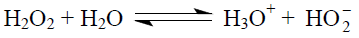 H₂O₂ + H₂O ⇌ H₃O⁺ + HO₂⁻